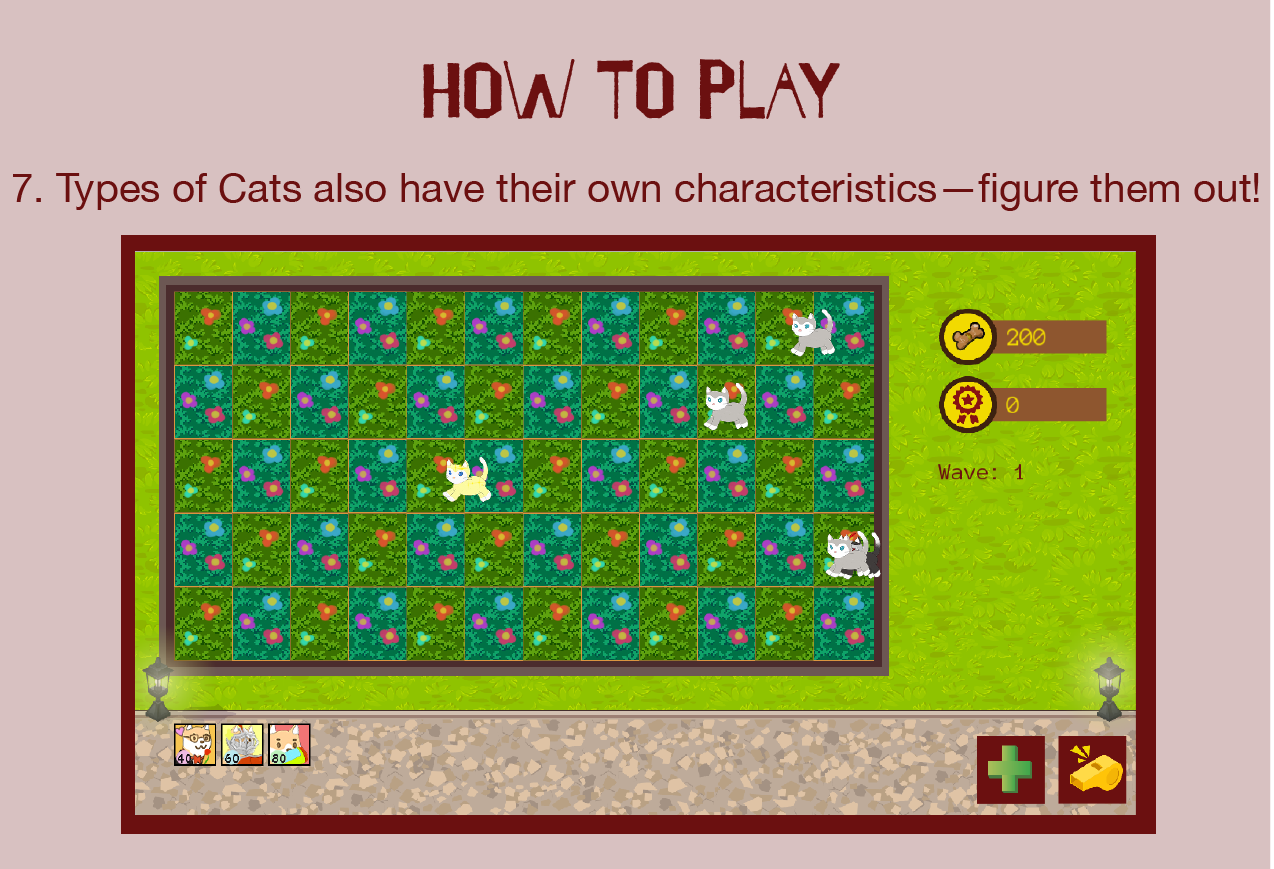 HOW TO PLAY
7. Types of Cats also have their own characteristics—figure them out!
200
0
Wave: 1
40 60 80